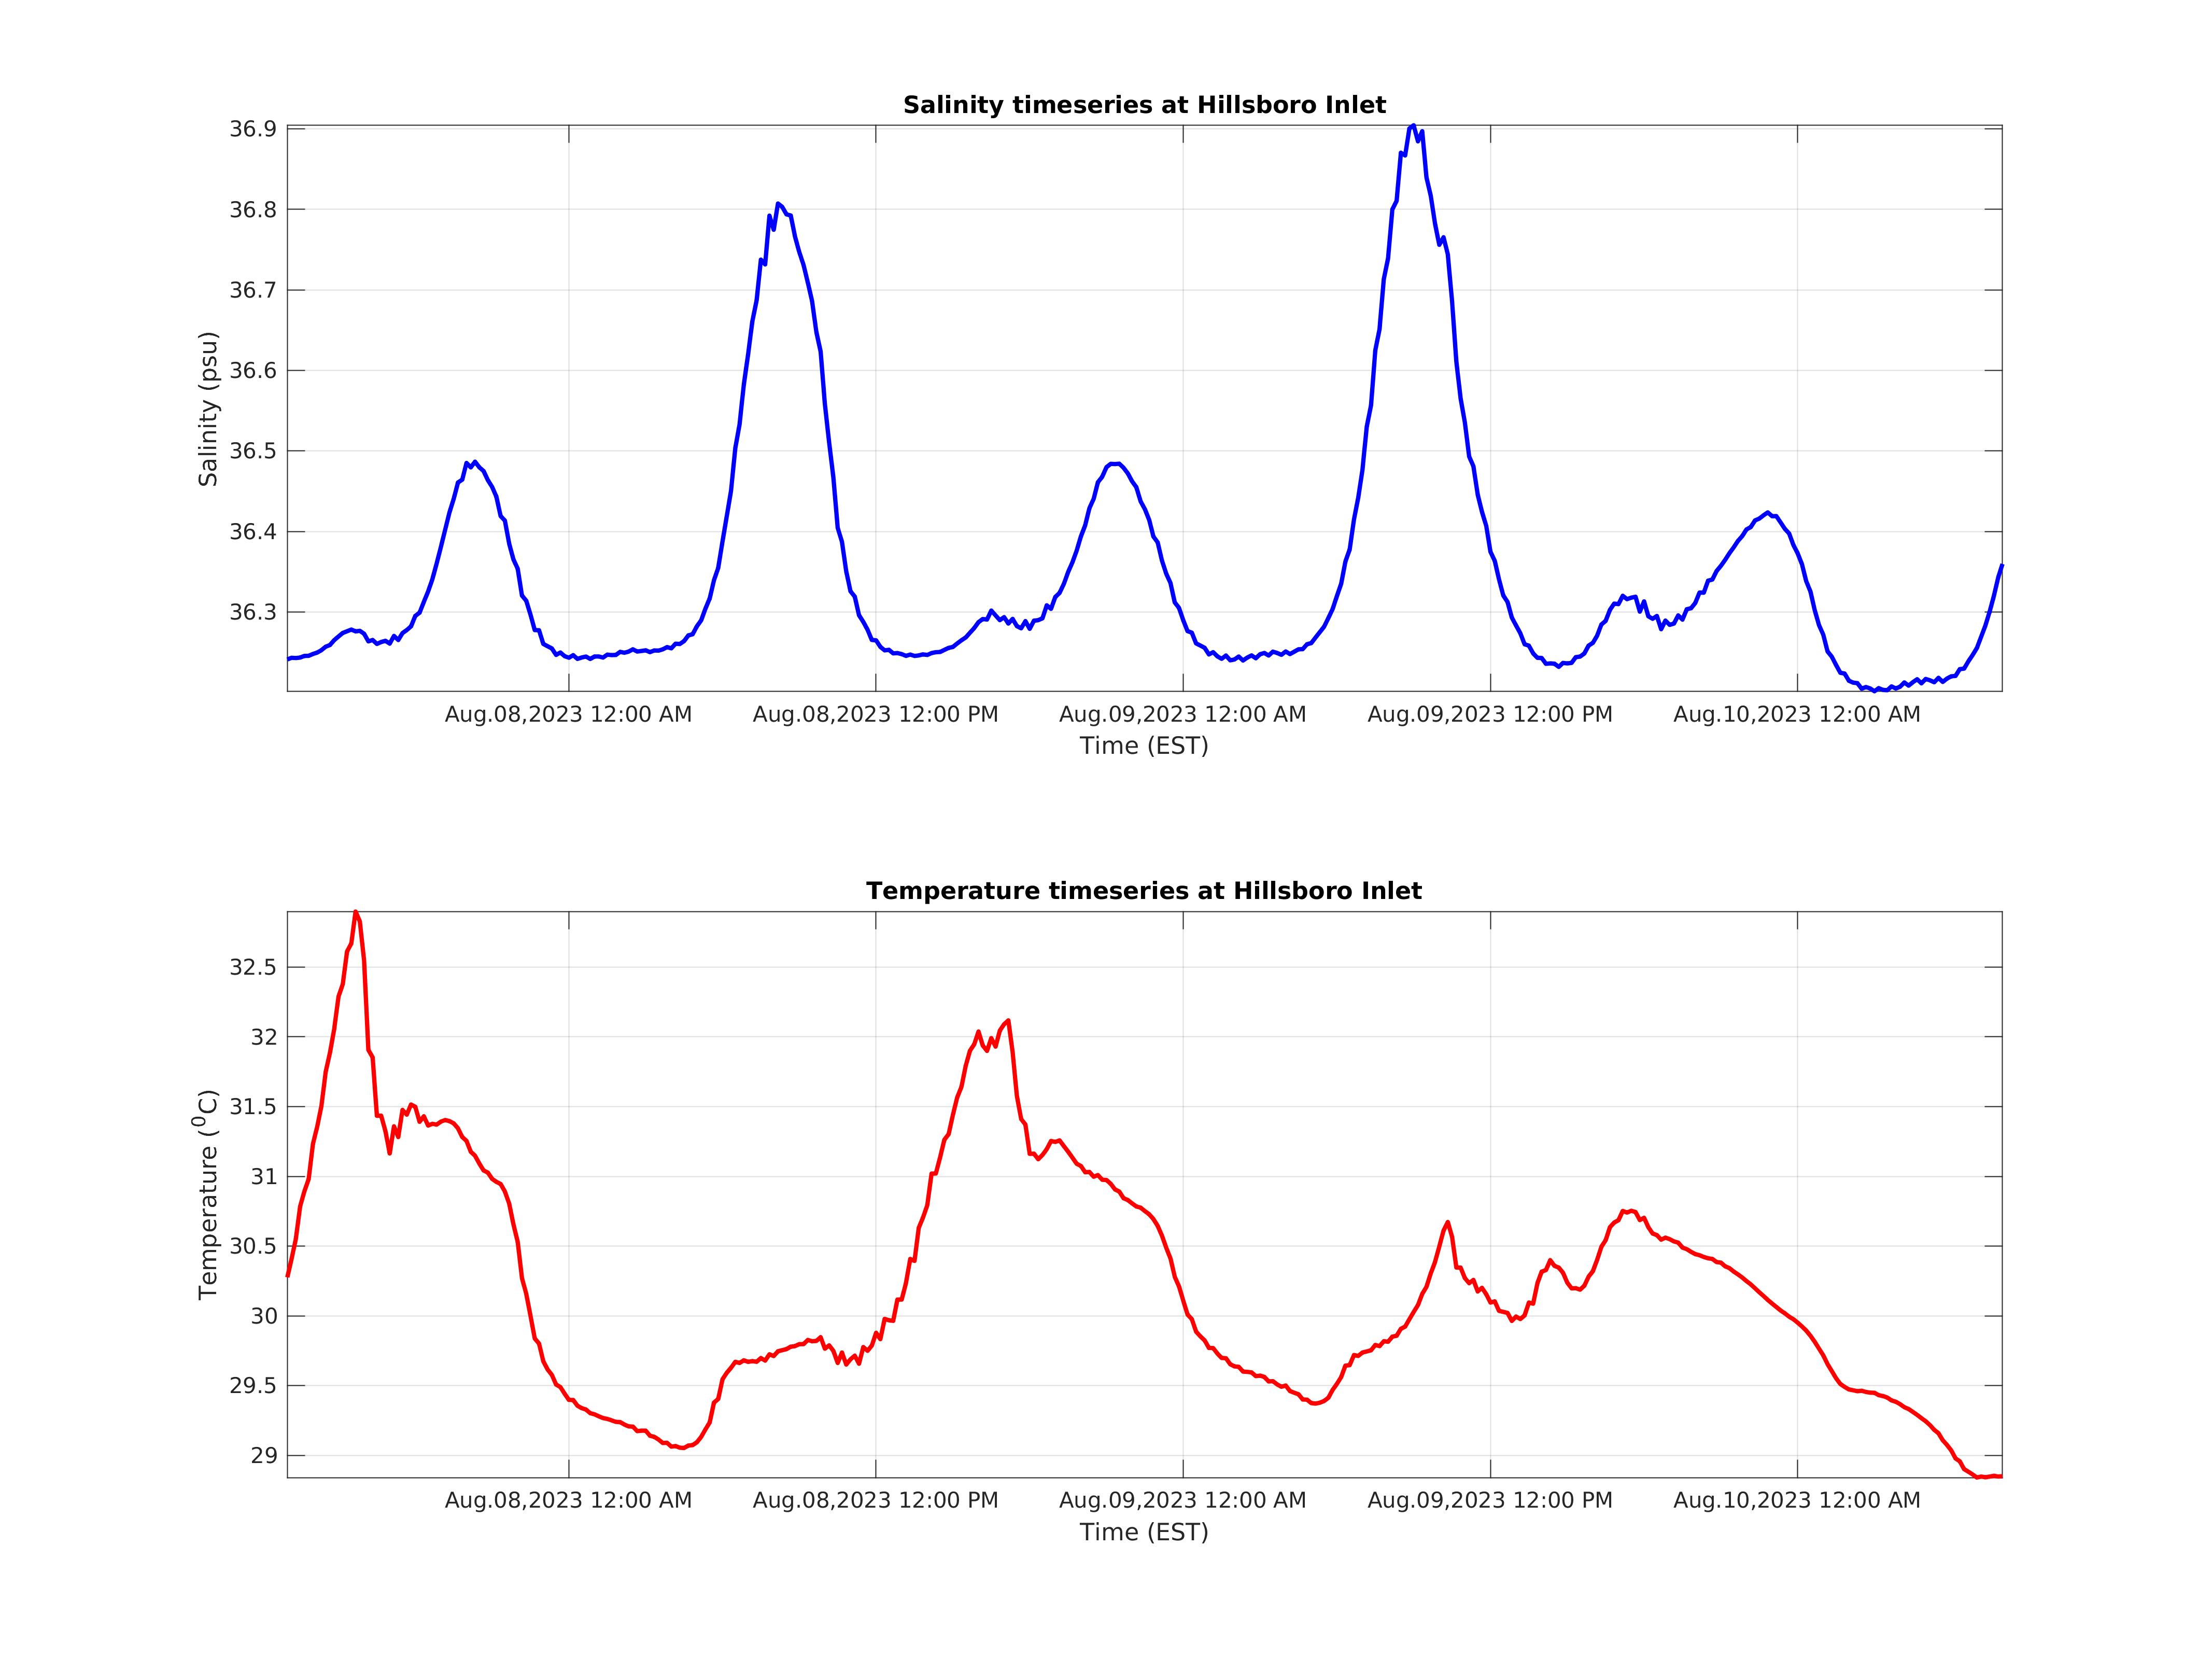 Salinity timeseries at Hillsboro Inlet
36.9
36.8
36.7
36.6
36.5
36.4
36.3
Salinity (psu)
Aug.08,2023 12:00 AM Aug.08,2023 12:00 PM Aug.09,2023 12:00 AM Aug.09,2023 12:00 PM Aug.10,2023 12:00 AM
Time (EST)
Temperature timeseries at Hillsboro Inlet
32.5
32
31.5
31
30.5
30
29.5
29
Temperature (⁰C)
Aug.08,2023 12:00 AM Aug.08,2023 12:00 PM Aug.09,2023 12:00 AM Aug.09,2023 12:00 PM Aug.10,2023 12:00 AM
Time (EST)